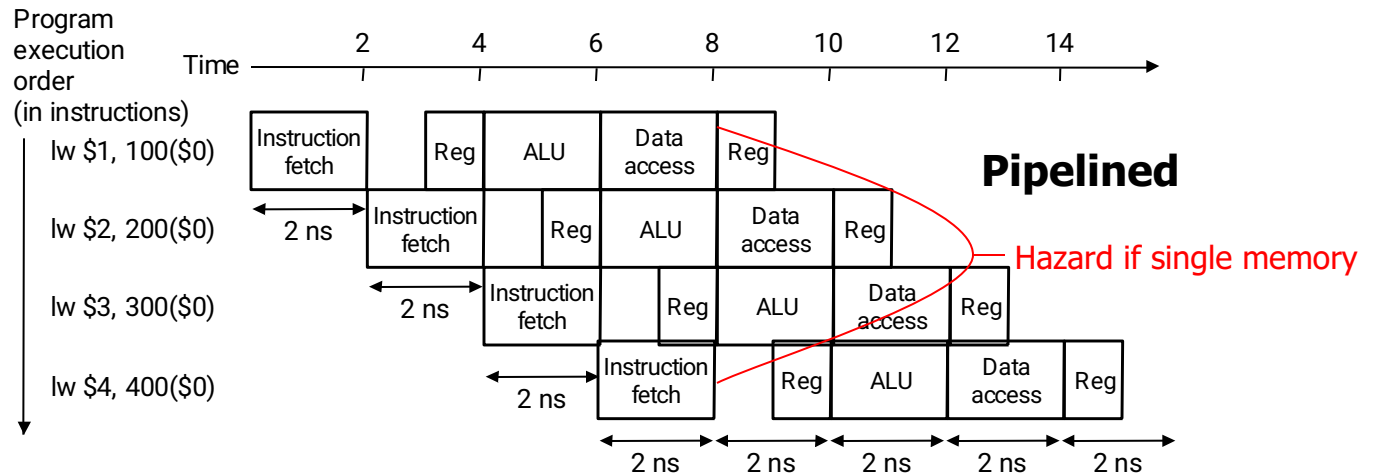 Program
execution
order
(in instructions)
Time
2 4 6 8 10 12 14
lw $1, 100($0)
Instruction
fetch
Reg
ALU
Data
access
Reg
Pipelined
2 ns
lw $2, 200($0)
Instruction
fetch
Reg
ALU
Data
access
Reg
Hazard if single memory
2 ns
lw $3, 300($0)
Instruction
fetch
Reg
ALU
Data
access
Reg
2 ns
lw $4, 400($0)
Instruction
fetch
Reg
ALU
Data
access
Reg
2 ns 2 ns 2 ns 2 ns 2 ns